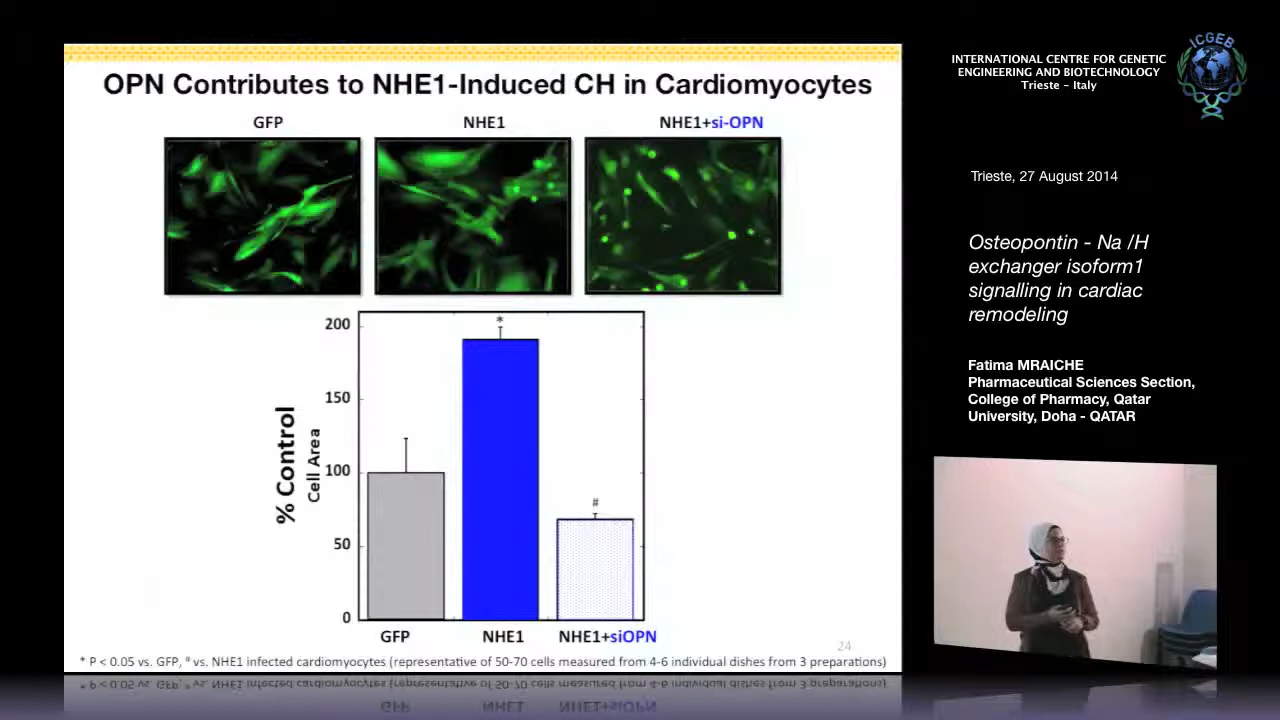 OPN Contributes to NHE1-Induced CH in Cardiomyocytes
GFP
NHE1
NHE1+si-OPN
200
150
100
50
0
% Control
Cell Area
*
#
GFP
NHE1
NHE1+siOPN
24
* P < 0.05 vs. GFP, # vs. NHE1 infected cardiomyocytes (representative of 50-70 cells measured from 4-6 individual dishes from 3 preparations)
ICGEB
INTERNATIONAL CENTRE FOR GENETIC
ENGINEERING AND BIOTECHNOLOGY
Trieste - Italy
Trieste, 27 August 2014
Osteopontin - Na /H
exchanger isoform1
signalling in cardiac
remodeling
Fatima MRAICHE
Pharmaceutical Sciences Section,
College of Pharmacy, Qatar
University, Doha - QATAR